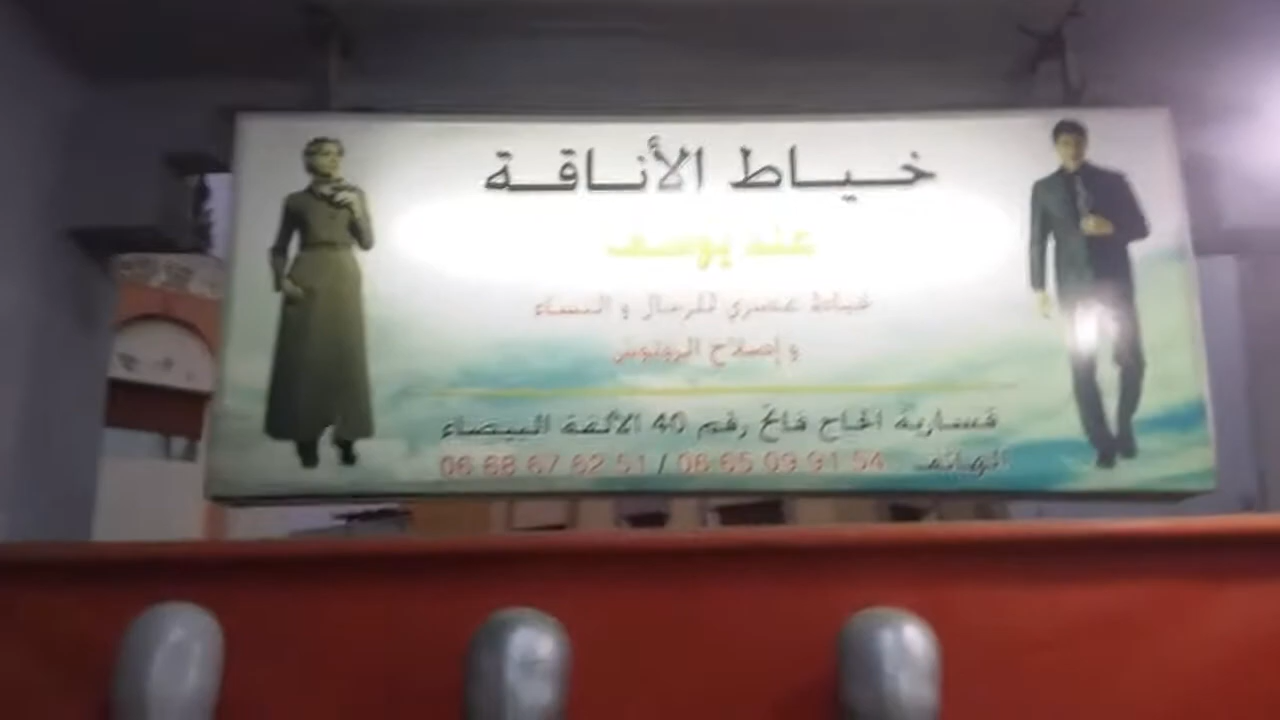 خياط الأناقة
عند يوسف
خياطة عصري للرجال و النساء
و إصلاح الروتوش
قسارية الحاج فاتح رقم 40 الألفة البيضاء
الهاتف 06 65 09 91 54 / 06 68 67 62 51